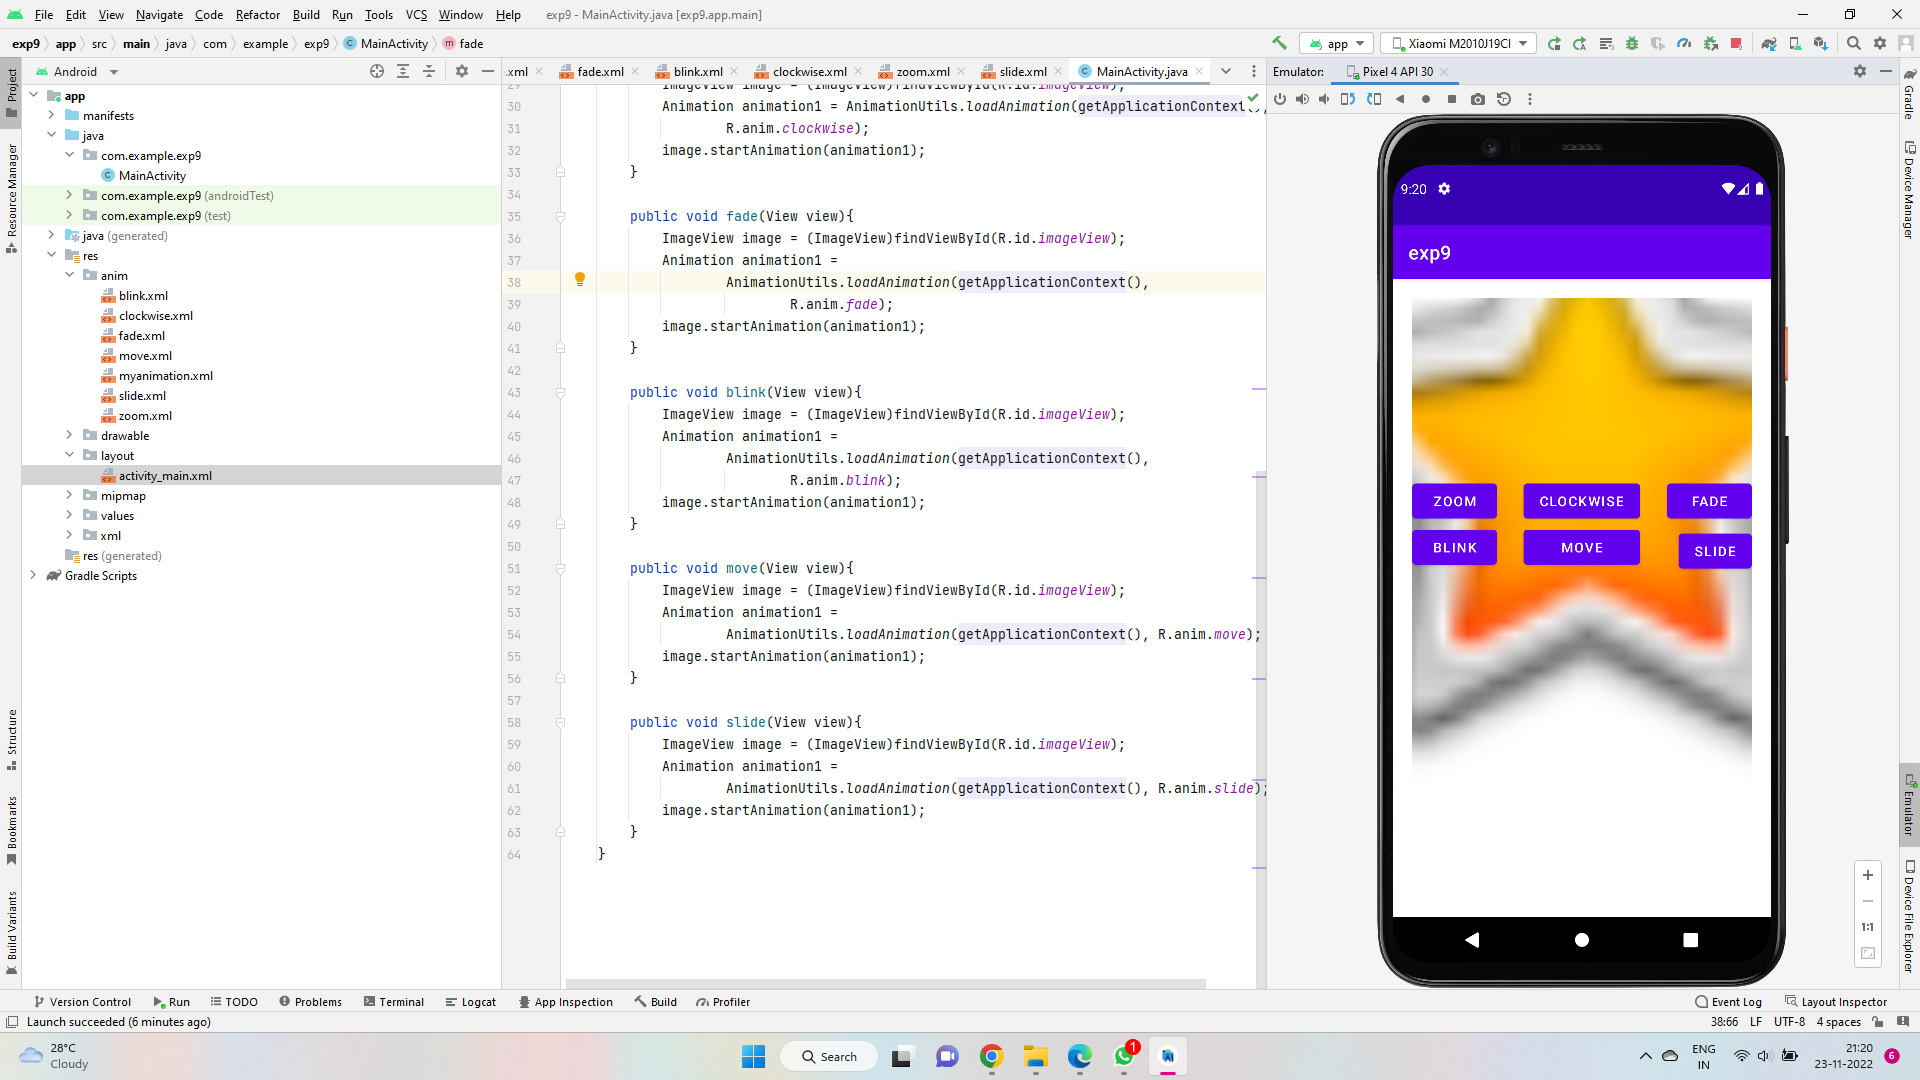 File Edit View Navigate Code Refactor Build Run Tools VCS Window Help exp9 - MainActivity.java [exp9.app.main]
exp9 app src main java com example exp9 MainActivity fade
app Xiaomi M2010J19CI
Android
.xml fade.xml blink.xml clockwise.xml zoom.xml slide.xml MainActivity.java
Emulator: Pixel 4 API 30
Project
Resource Manager
Structure
Bookmarks
Build Variants
app
manifests
java
com.example.exp9
MainActivity
com.example.exp9 (androidTest)
com.example.exp9 (test)
java (generated)
res
anim
blink.xml
clockwise.xml
fade.xml
move.xml
myanimation.xml
slide.xml
zoom.xml
drawable
layout
activity_main.xml
mipmap
values
xml
res (generated)
Gradle Scripts
29 ImageView image = (ImageView)findViewById(R.id.imageView);
30 Animation animation1 = AnimationUtils.loadAnimation(getApplicationContext(),
31 R.anim.clockwise);
32 image.startAnimation(animation1);
33 }
34
35 public void fade(View view){
36 ImageView image = (ImageView)findViewById(R.id.imageView);
37 Animation animation1 =
38 AnimationUtils.loadAnimation(getApplicationContext(),
39 R.anim.fade);
40 image.startAnimation(animation1);
41 }
42
43 public void blink(View view){
44 ImageView image = (ImageView)findViewById(R.id.imageView);
45 Animation animation1 =
46 AnimationUtils.loadAnimation(getApplicationContext(),
47 R.anim.blink);
48 image.startAnimation(animation1);
49 }
50
51 public void move(View view){
52 ImageView image = (ImageView)findViewById(R.id.imageView);
53 Animation animation1 =
54 AnimationUtils.loadAnimation(getApplicationContext(), R.anim.move);
55 image.startAnimation(animation1);
56 }
57
58 public void slide(View view){
59 ImageView image = (ImageView)findViewById(R.id.imageView);
60 Animation animation1 =
61 AnimationUtils.loadAnimation(getApplicationContext(), R.anim.slide);
62 image.startAnimation(animation1);
63 }
64 }
9:20
exp9
ZOOM CLOCKWISE FADE
BLINK MOVE SLIDE
1:1
Gradle
Device Manager
Emulator
Device File Explorer
Version Control Run TODO Problems Terminal Logcat App Inspection Build Profiler Event Log Layout Inspector
Launch succeeded (6 minutes ago) 38:66 LF UTF-8 4 spaces
28°C
Cloudy
Search
1
ENG
IN
21:20
23-11-2022
6